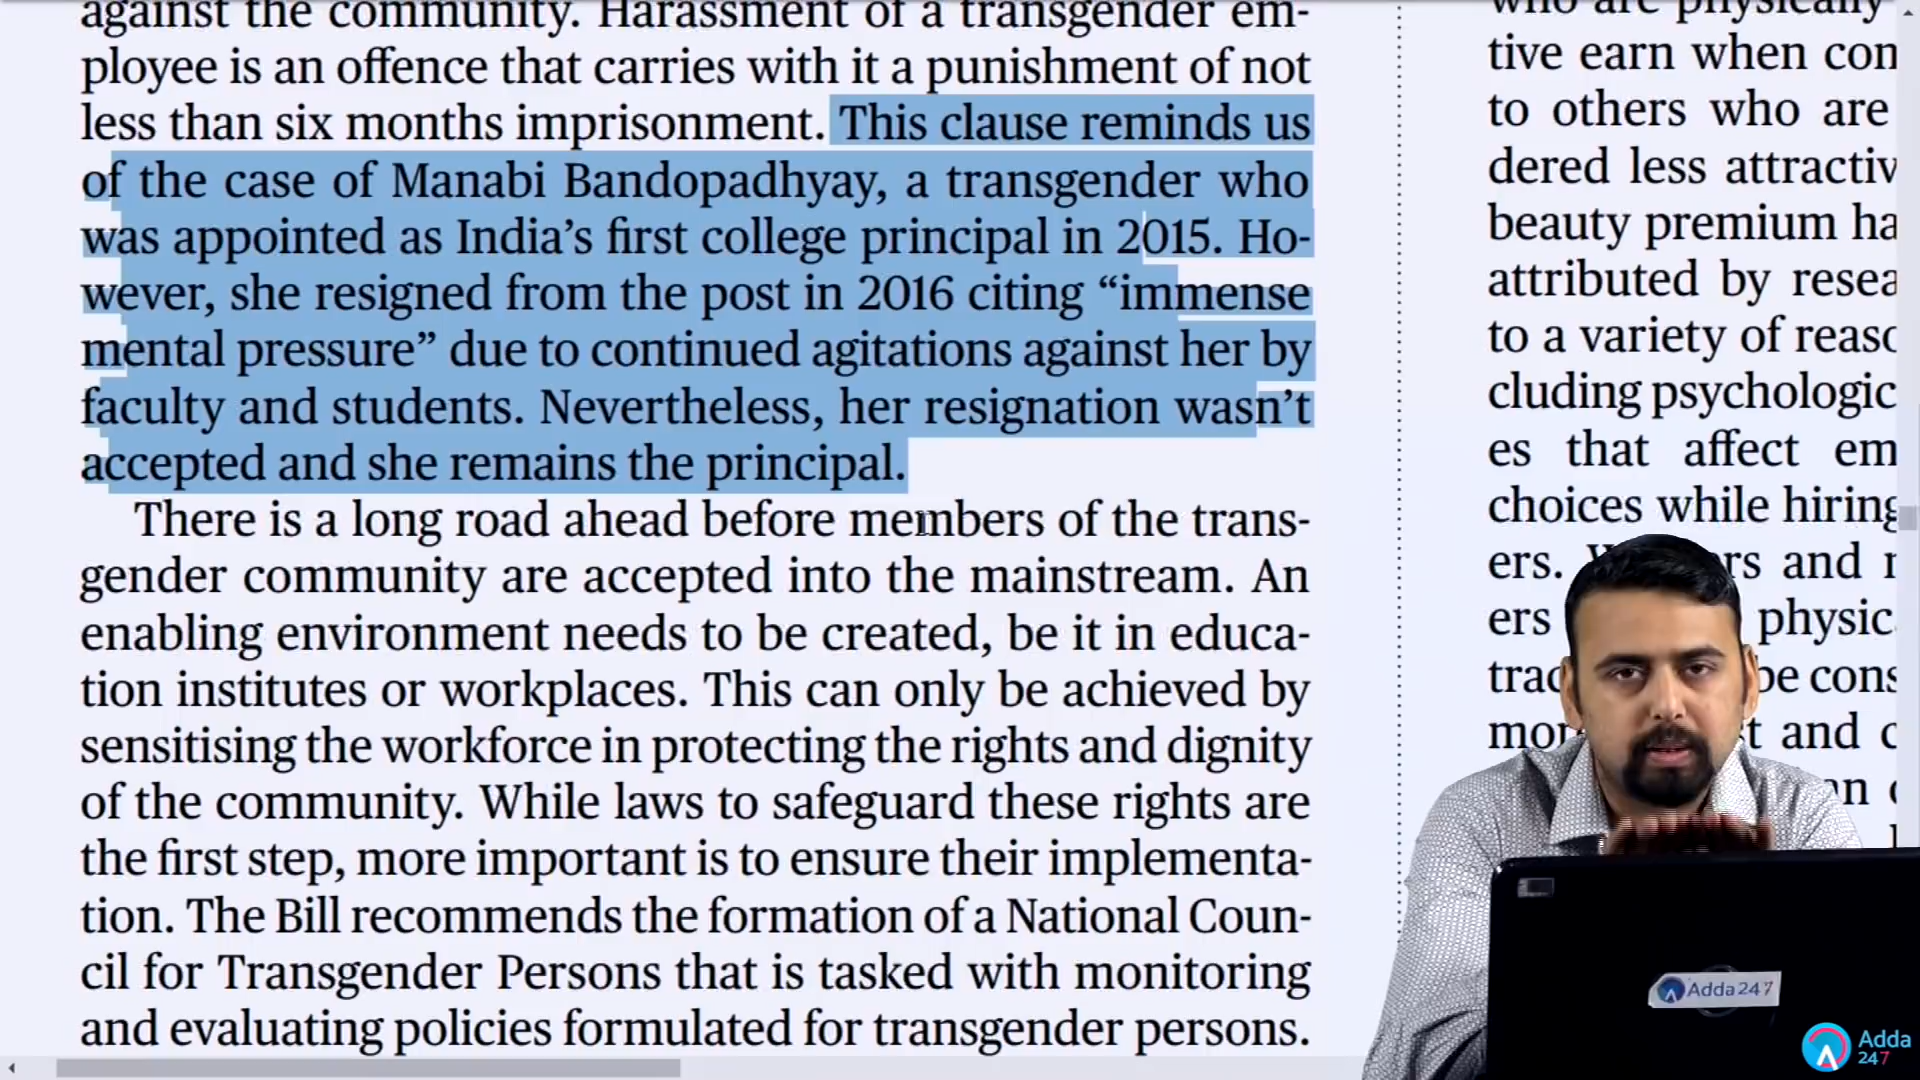 against the community. Harassment of a transgender em-
ployee is an offence that carries with it a punishment of not
less than six months imprisonment. This clause reminds us
of the case of Manabi Bandopadhyay, a transgender who
was appointed as India’s first college principal in 2015. Ho-
wever, she resigned from the post in 2016 citing “immense
mental pressure” due to continued agitations against her by
faculty and students. Nevertheless, her resignation wasn’t
accepted and she remains the principal.
There is a long road ahead before members of the trans-
gender community are accepted into the mainstream. An
enabling environment needs to be created, be it in educa-
tion institutes or workplaces. This can only be achieved by
sensitising the workforce in protecting the rights and dignity
of the community. While laws to safeguard these rights are
the first step, more important is to ensure their implementa-
tion. The Bill recommends the formation of a National Coun-
cil for Transgender Persons that is tasked with monitoring
and evaluating policies formulated for transgender persons.
who are physically
tive earn when con
to others who are
dered less attractiv
beauty premium ha
attributed by resea
to a variety of reaso
cluding psychologic
es that affect em
choices while hiring
ers. rs and
ers physic
be cons
and c
Adda247
Adda
247